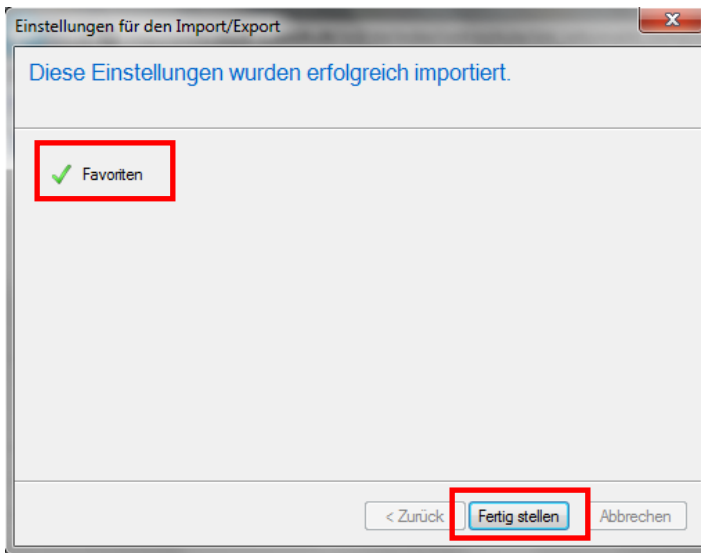 Einstellungen für den Import/Export
Diese Einstellungen wurden erfolgreich importiert.
Favoriten
< Zurück
Fertig stellen
Abbrechen